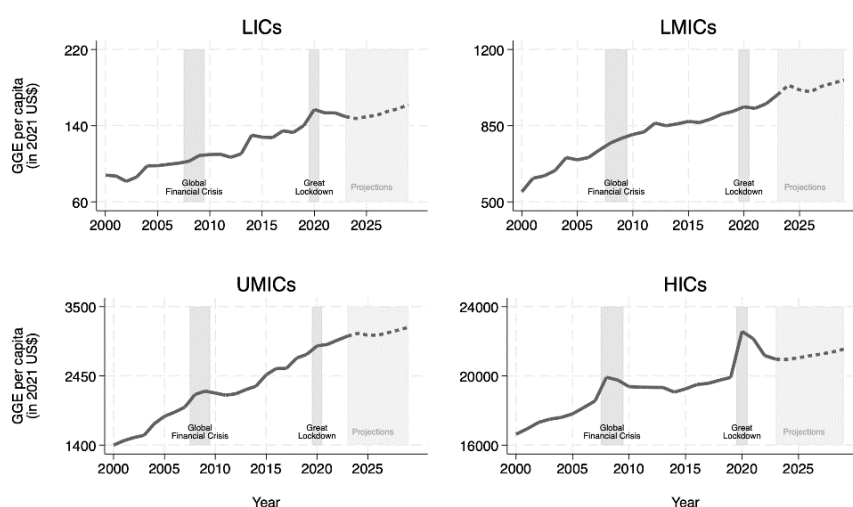 LICs
GGE per capita
(in 2021 US$)
220
140
60
Global
Financial Crisis
Great
Lockdown
Projections
2000 2005 2010 2015 2020 2025
LMICs
1200
850
500
Global
Financial Crisis
Great
Lockdown
Projections
2000 2005 2010 2015 2020 2025
UMICs
GGE per capita
(in 2021 US$)
3500
2450
1400
Global
Financial Crisis
Great
Lockdown
Projections
2000 2005 2010 2015 2020 2025
Year
HICs
24000
20000
16000
Global
Financial Crisis
Great
Lockdown
Projections
2000 2005 2010 2015 2020 2025
Year